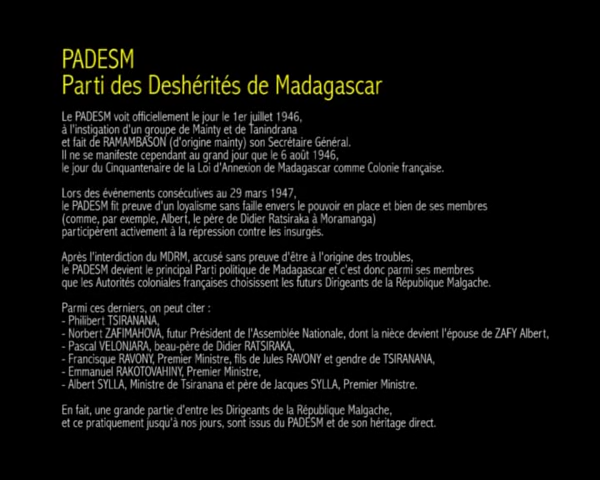 PADESM
Parti des Deshérités de Madagascar
Le PADESM voit officiellement le jour le 1er juillet 1946,
à l'instigation d'un groupe de Mainty et de Tanindrana
et fait de RAMAMBASON (d'origine mainty) son Secrétaire Général.
Il ne se manifeste cependant au grand jour que le 6 août 1946,
le jour du Cinquantenaire de la Loi d'Annexion de Madagascar comme Colonie française.
Lors des événements consécutives au 29 mars 1947,
le PADESM fit preuve d'un loyalisme sans faille envers le pouvoir en place et bien de ses membres
(comme, par exemple, Albert, le père de Didier Ratsiraka à Moramanga)
participèrent activement à la répression contre les insurgés.
Après l'interdiction du MDRM, accusé sans preuve d'être à l'origine des troubles,
le PADESM devient le principal Parti politique de Madagascar et c'est donc parmi ses membres
que les Autorités coloniales françaises choisissent les futurs Dirigeants de la République Malgache.
Parmi ces derniers, on peut citer :
- Philibert TSIRANANA,
- Norbert ZAFIMAHOVA, futur Président de l'Assemblée Nationale, dont la nièce devient l'épouse de ZAFY Albert,
- Pascal VELONJARA, beau-père de Didier RATSIRAKA,
- Francisque RAVONY, Premier Ministre, fils de Jules RAVONY et gendre de TSIRANANA,
- Emmanuel RAKOTOVAHINY, Premier Ministre,
- Albert SYLLA, Ministre de Tsiranana et père de Jacques SYLLA, Premier Ministre.
En fait, une grande partie d'entre les Dirigeants de la République Malgache,
et ce pratiquement jusqu'à nos jours, sont issus du PADESM et de son héritage direct.